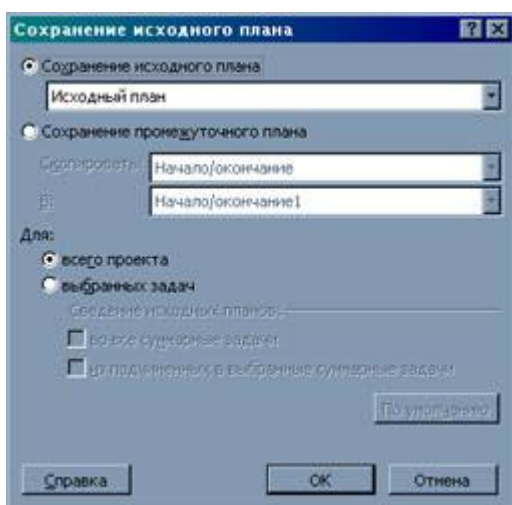 Сохранение исходного плана
Сохранение исходного плана
Исходный план
Сохранение промежуточного плана
Скопировать: Начало/окончание
В: Начало/окончание1
Для:
всего проекта
выбранных задач
Сведение исходных планов:
во все суммарные задачи
из подчиненных в выбранные суммарные задачи
По умолчанию
Справка
ОК
Отмена